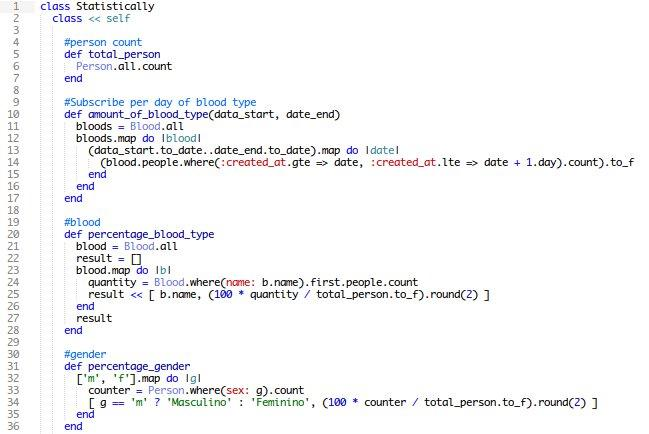 1 class Statistically
2   class << self
3
4     #person count
5     def total_person
6       Person.all.count
7     end
8
9     #Subscribe per day of blood type
10     def amount_of_blood_type(data_start, date_end)
11       bloods = Blood.all
12       bloods.map do |blood|
13         (data_start.to_date..date_end.to_date).map do |date|
14           (blood.people.where(:created_at.gte => date, :created_at.lte => date + 1.day).count).to_f
15         end
16       end
17     end
18
19     #blood
20     def percentage_blood_type
21       blood = Blood.all
22       result = []
23       blood.map do |b|
24         quantity = Blood.where(name: b.name).first.people.count
25         result << [ b.name, (100 * quantity / total_person.to_f).round(2) ]
26       end
27       result
28     end
29
30     #gender
31     def percentage_gender
32       ['m', 'f'].map do |g|
33         counter = Person.where(sex: g).count
34         [ g == 'm' ? 'Masculino' : 'Feminino', (100 * counter / total_person.to_f).round(2) ]
35       end
36     end